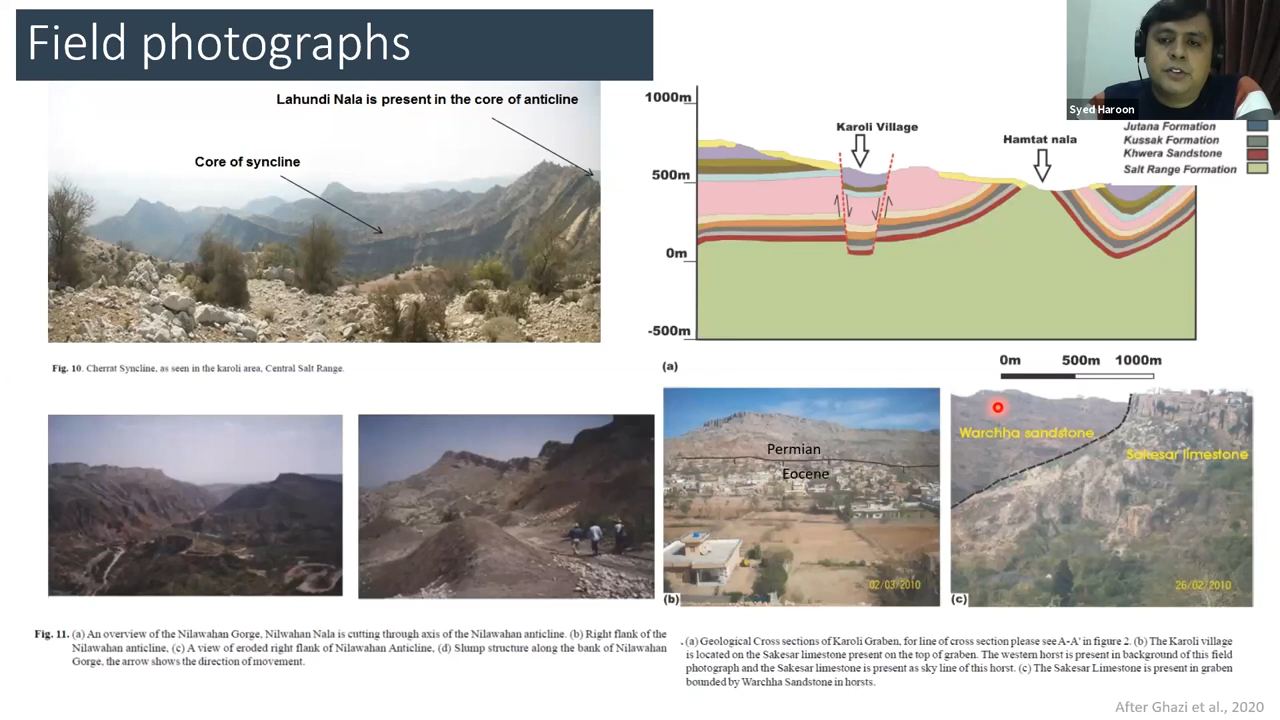 Field photographs
Syed Haroon
Lahundi Nala is present in the core of anticline
Core of syncline
Fig. 10. Cherrat Syncline, as seen in the karoli area, Central Salt Range.
Fig. 11. (a) An overview of the Nilawahan Gorge, Nilwahan Nala is cutting through axis of the Nilawahan anticline. (b) Right flank of the
Nilawahan anticline, (c) A view of eroded right flank of Nilawahan Anticline, (d) Slump structure along the bank of Nilawahan
Gorge, the arrow shows the direction of movement.
1000m
500m
0m
-500m
Karoli Village
Hamtat nala
Jutana Formation
Kussak Formation
Khwera Sandstone
Salt Range Formation
(a)
0m 500m 1000m
Permian
Eocene
02/03/2010
(b)
Warchha sandstone
Sakesar limestone
26/02/2010
(c)
. (a) Geological Cross sections of Karoli Graben, for line of cross section please see A-A' in figure 2. (b) The Karoli village
is located on the Sakesar limestone present on the top of graben. The western horst is present in background of this field
photograph and the Sakesar limestone is present as sky line of this horst. (c) The Sakesar Limestone is present in graben
bounded by Warchha Sandstone in horsts.
After Ghazi et al., 2020